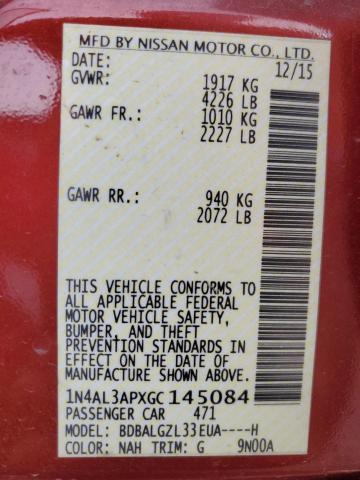 MFD BY NISSAN MOTOR CO., LTD.
DATE: 12/15
GVWR: 1917 KG
4226 LB
GAWR FR.: 1010 KG
2227 LB
GAWR RR.: 940 KG
2072 LB
THIS VEHICLE CONFORMS TO
ALL APPLICABLE FEDERAL
MOTOR VEHICLE SAFETY,
BUMPER, AND THEFT
PREVENTION STANDARDS IN
EFFECT ON THE DATE OF
MANUFACTURE SHOWN ABOVE.
1N4AL3APXGC145084
PASSENGER CAR 471
MODEL: BDBALGZL33EUA----H
COLOR: NAH TRIM: G 9N00A